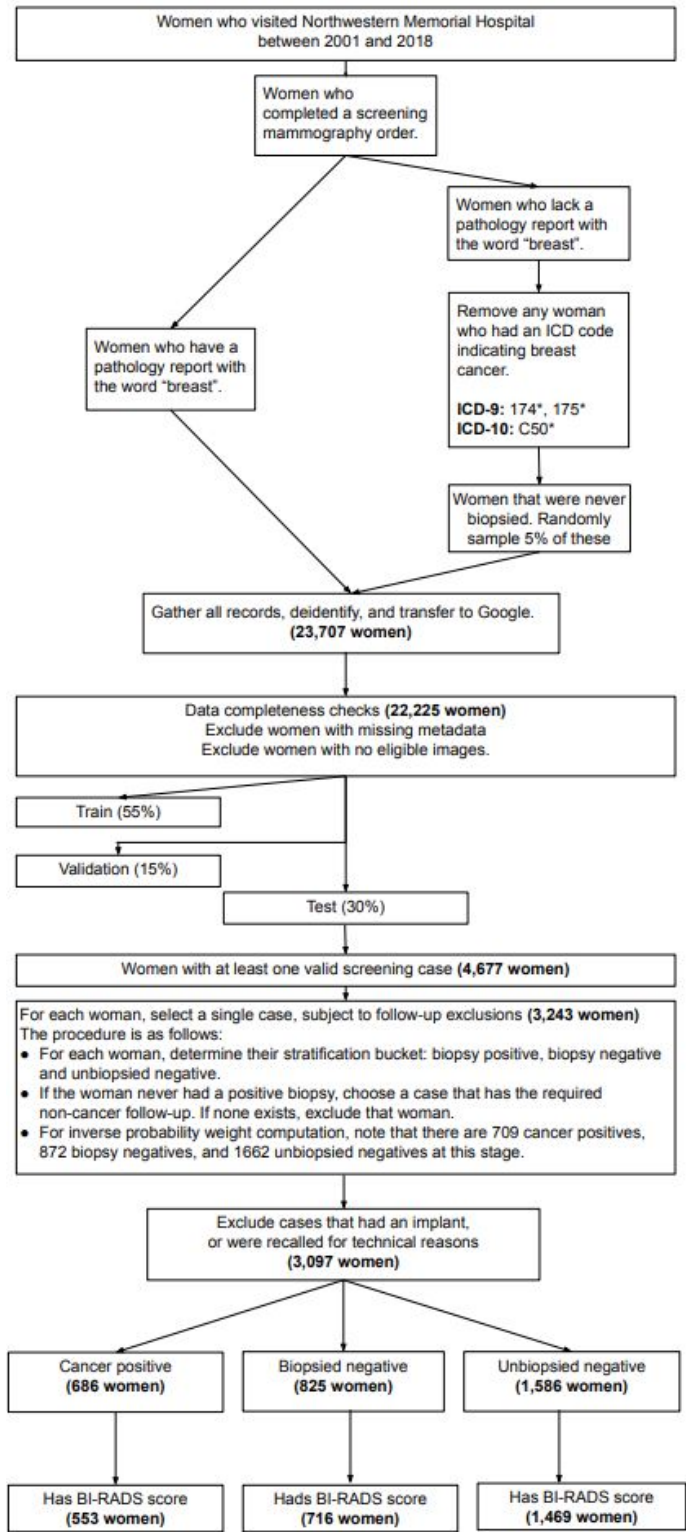 Women who visited Northwestern Memorial Hospital
between 2001 and 2018
Women who
completed a screening
mammography order.
Women who lack a
pathology report with
the word “breast”.
Women who have a
pathology report with
the word “breast”.
Remove any woman
who had an ICD code
indicating breast
cancer.
ICD-9: 174*, 175*
ICD-10: C50*
Women that were never
biopsied. Randomly
sample 5% of these
Gather all records, deidentify, and transfer to Google.
(23,707 women)
Data completeness checks (22,225 women)
Exclude women with missing metadata
Exclude women with no eligible images.
Train (55%)
Validation (15%)
Test (30%)
Women with at least one valid screening case (4,677 women)
For each woman, select a single case, subject to follow-up exclusions (3,243 women)
The procedure is as follows:
● For each woman, determine their stratification bucket: biopsy positive, biopsy negative
and unbiopsied negative.
● If the woman never had a positive biopsy, choose a case that has the required
non-cancer follow-up. If none exists, exclude that woman.
● For inverse probability weight computation, note that there are 709 cancer positives,
872 biopsy negatives, and 1662 unbiopsied negatives at this stage.
Exclude cases that had an implant,
or were recalled for technical reasons
(3,097 women)
Cancer positive
(686 women)
Biopsied negative
(825 women)
Unbiopsied negative
(1,586 women)
Has BI-RADS score
(553 women)
Hads BI-RADS score
(716 women)
Has BI-RADS score
(1,469 women)